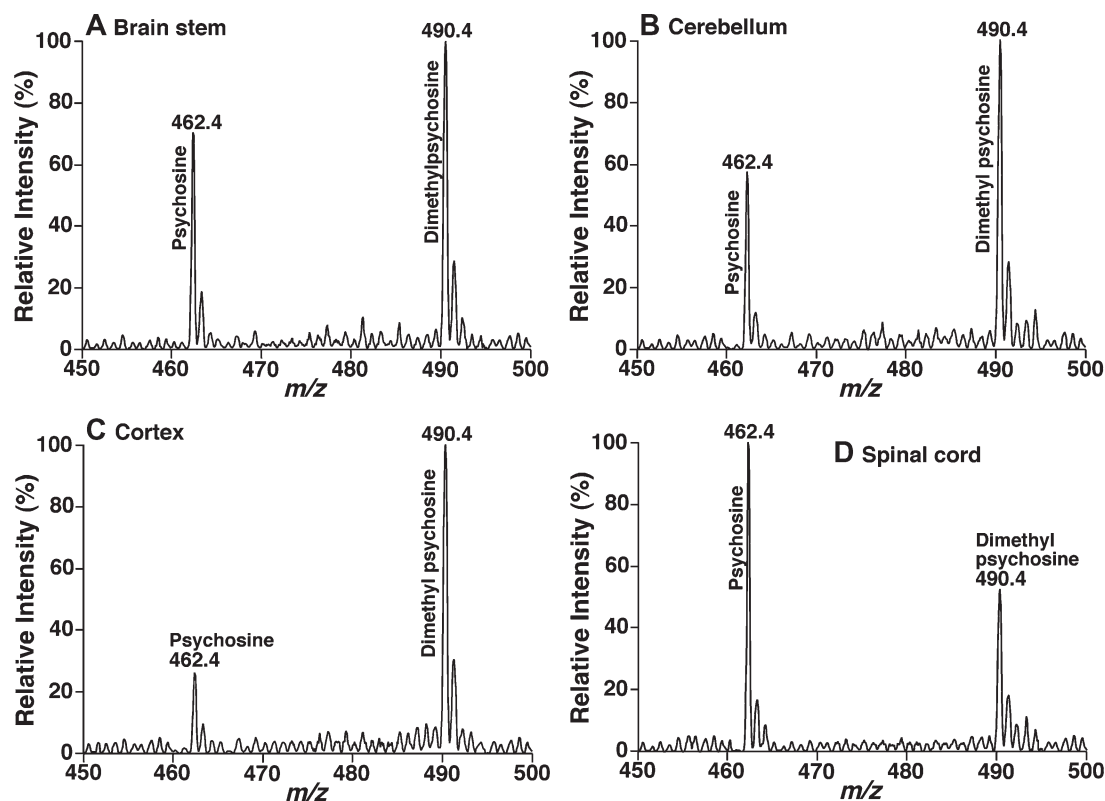 A Brain stem
Relative Intensity (%)
100
80
60
40
20
0
462.4
Psychosine
490.4
Dimethylpsychosine
450
460
470
480
490
500
m/z
B Cerebellum
Relative Intensity (%)
100
80
60
40
20
0
462.4
Psychosine
490.4
Dimethyl psychosine
450
460
470
480
490
500
m/z
C Cortex
Relative Intensity (%)
100
80
60
40
20
0
Psychosine
462.4
490.4
Dimethyl psychosine
450
460
470
480
490
500
m/z
D Spinal cord
Relative Intensity (%)
100
80
60
40
20
0
462.4
Psychosine
Dimethyl
psychosine
490.4
450
460
470
480
490
500
m/z